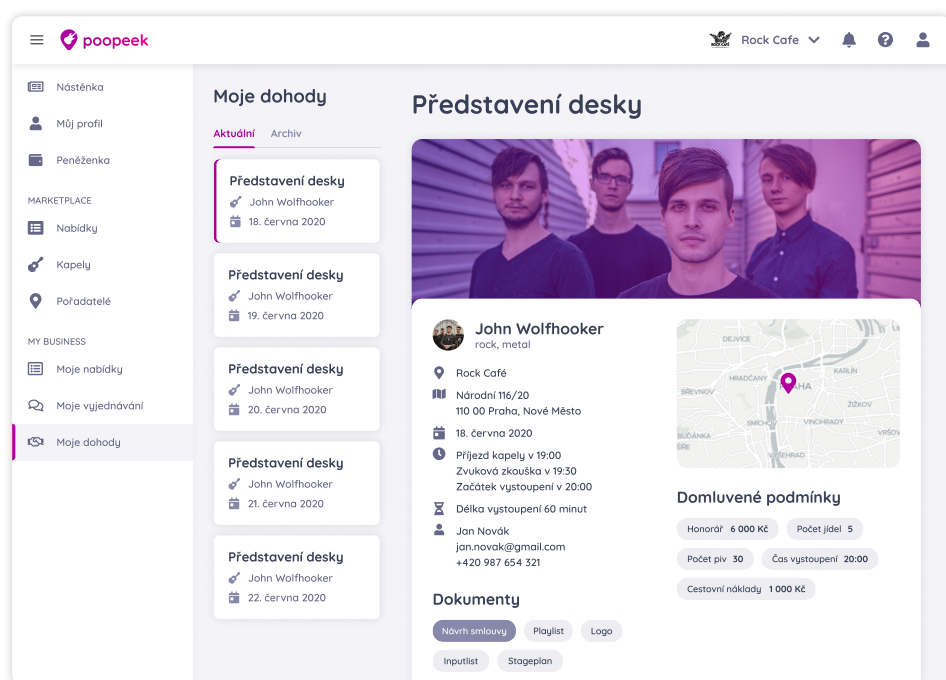 poopeek
ROCK CAFE
Rock Cafe
Nástěnka
Můj profil
Peněženka
MARKETPLACE
Nabídky
Kapely
Pořadatelé
MY BUSINESS
Moje nabídky
Moje vyjednávání
Moje dohody
Moje dohody
Aktuální
Archiv
Představení desky
John Wolfhooker
18. června 2020
Představení desky
John Wolfhooker
19. června 2020
Představení desky
John Wolfhooker
20. června 2020
Představení desky
John Wolfhooker
21. června 2020
Představení desky
John Wolfhooker
22. června 2020
Představení desky
John Wolfhooker
rock, metal
Rock Café
Národní 116/20
110 00 Praha, Nové Město
18. června 2020
Příjezd kapely v 19:00
Zvuková zkouška v 19:30
Začátek vystoupení v 20:00
Délka vystoupení 60 minut
Jan Novák
jan.novak@gmail.com
+420 987 654 321
Dokumenty
Návrh smlouvy
Playlist
Logo
Inputlist
Stageplan
LI
DEJVICE
HRADČANY
KARLÍN
BŘEVNOV
AHA
ŽIŽKOV
SMÍCHOV
VINOHRADY
VRŠOV
BUĎÁNKA
ŠÍŘE
VYŠEHRAD
Domluvené podmínky
Honorář 6 000 Kč
Počet jídel 5
Počet piv 30
Čas vystoupení 20:00
Cestovní náklady 1 000 Kč